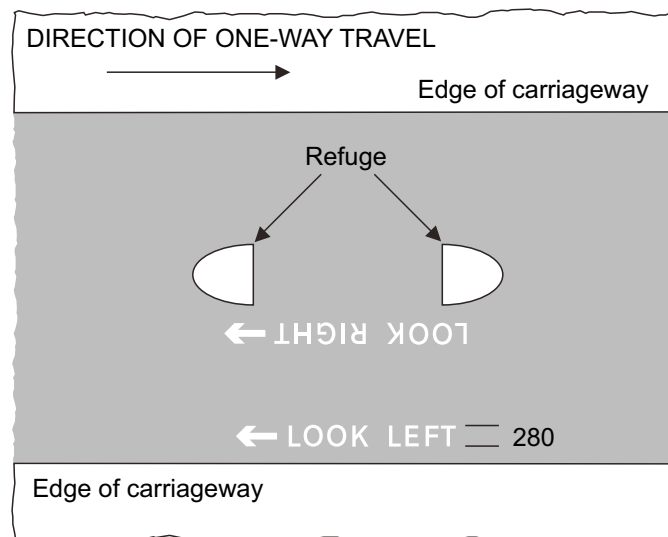 DIRECTION OF ONE-WAY TRAVEL
Edge of carriageway
Refuge
LOOK RIGHT
LOOK LEFT
280
Edge of carriageway